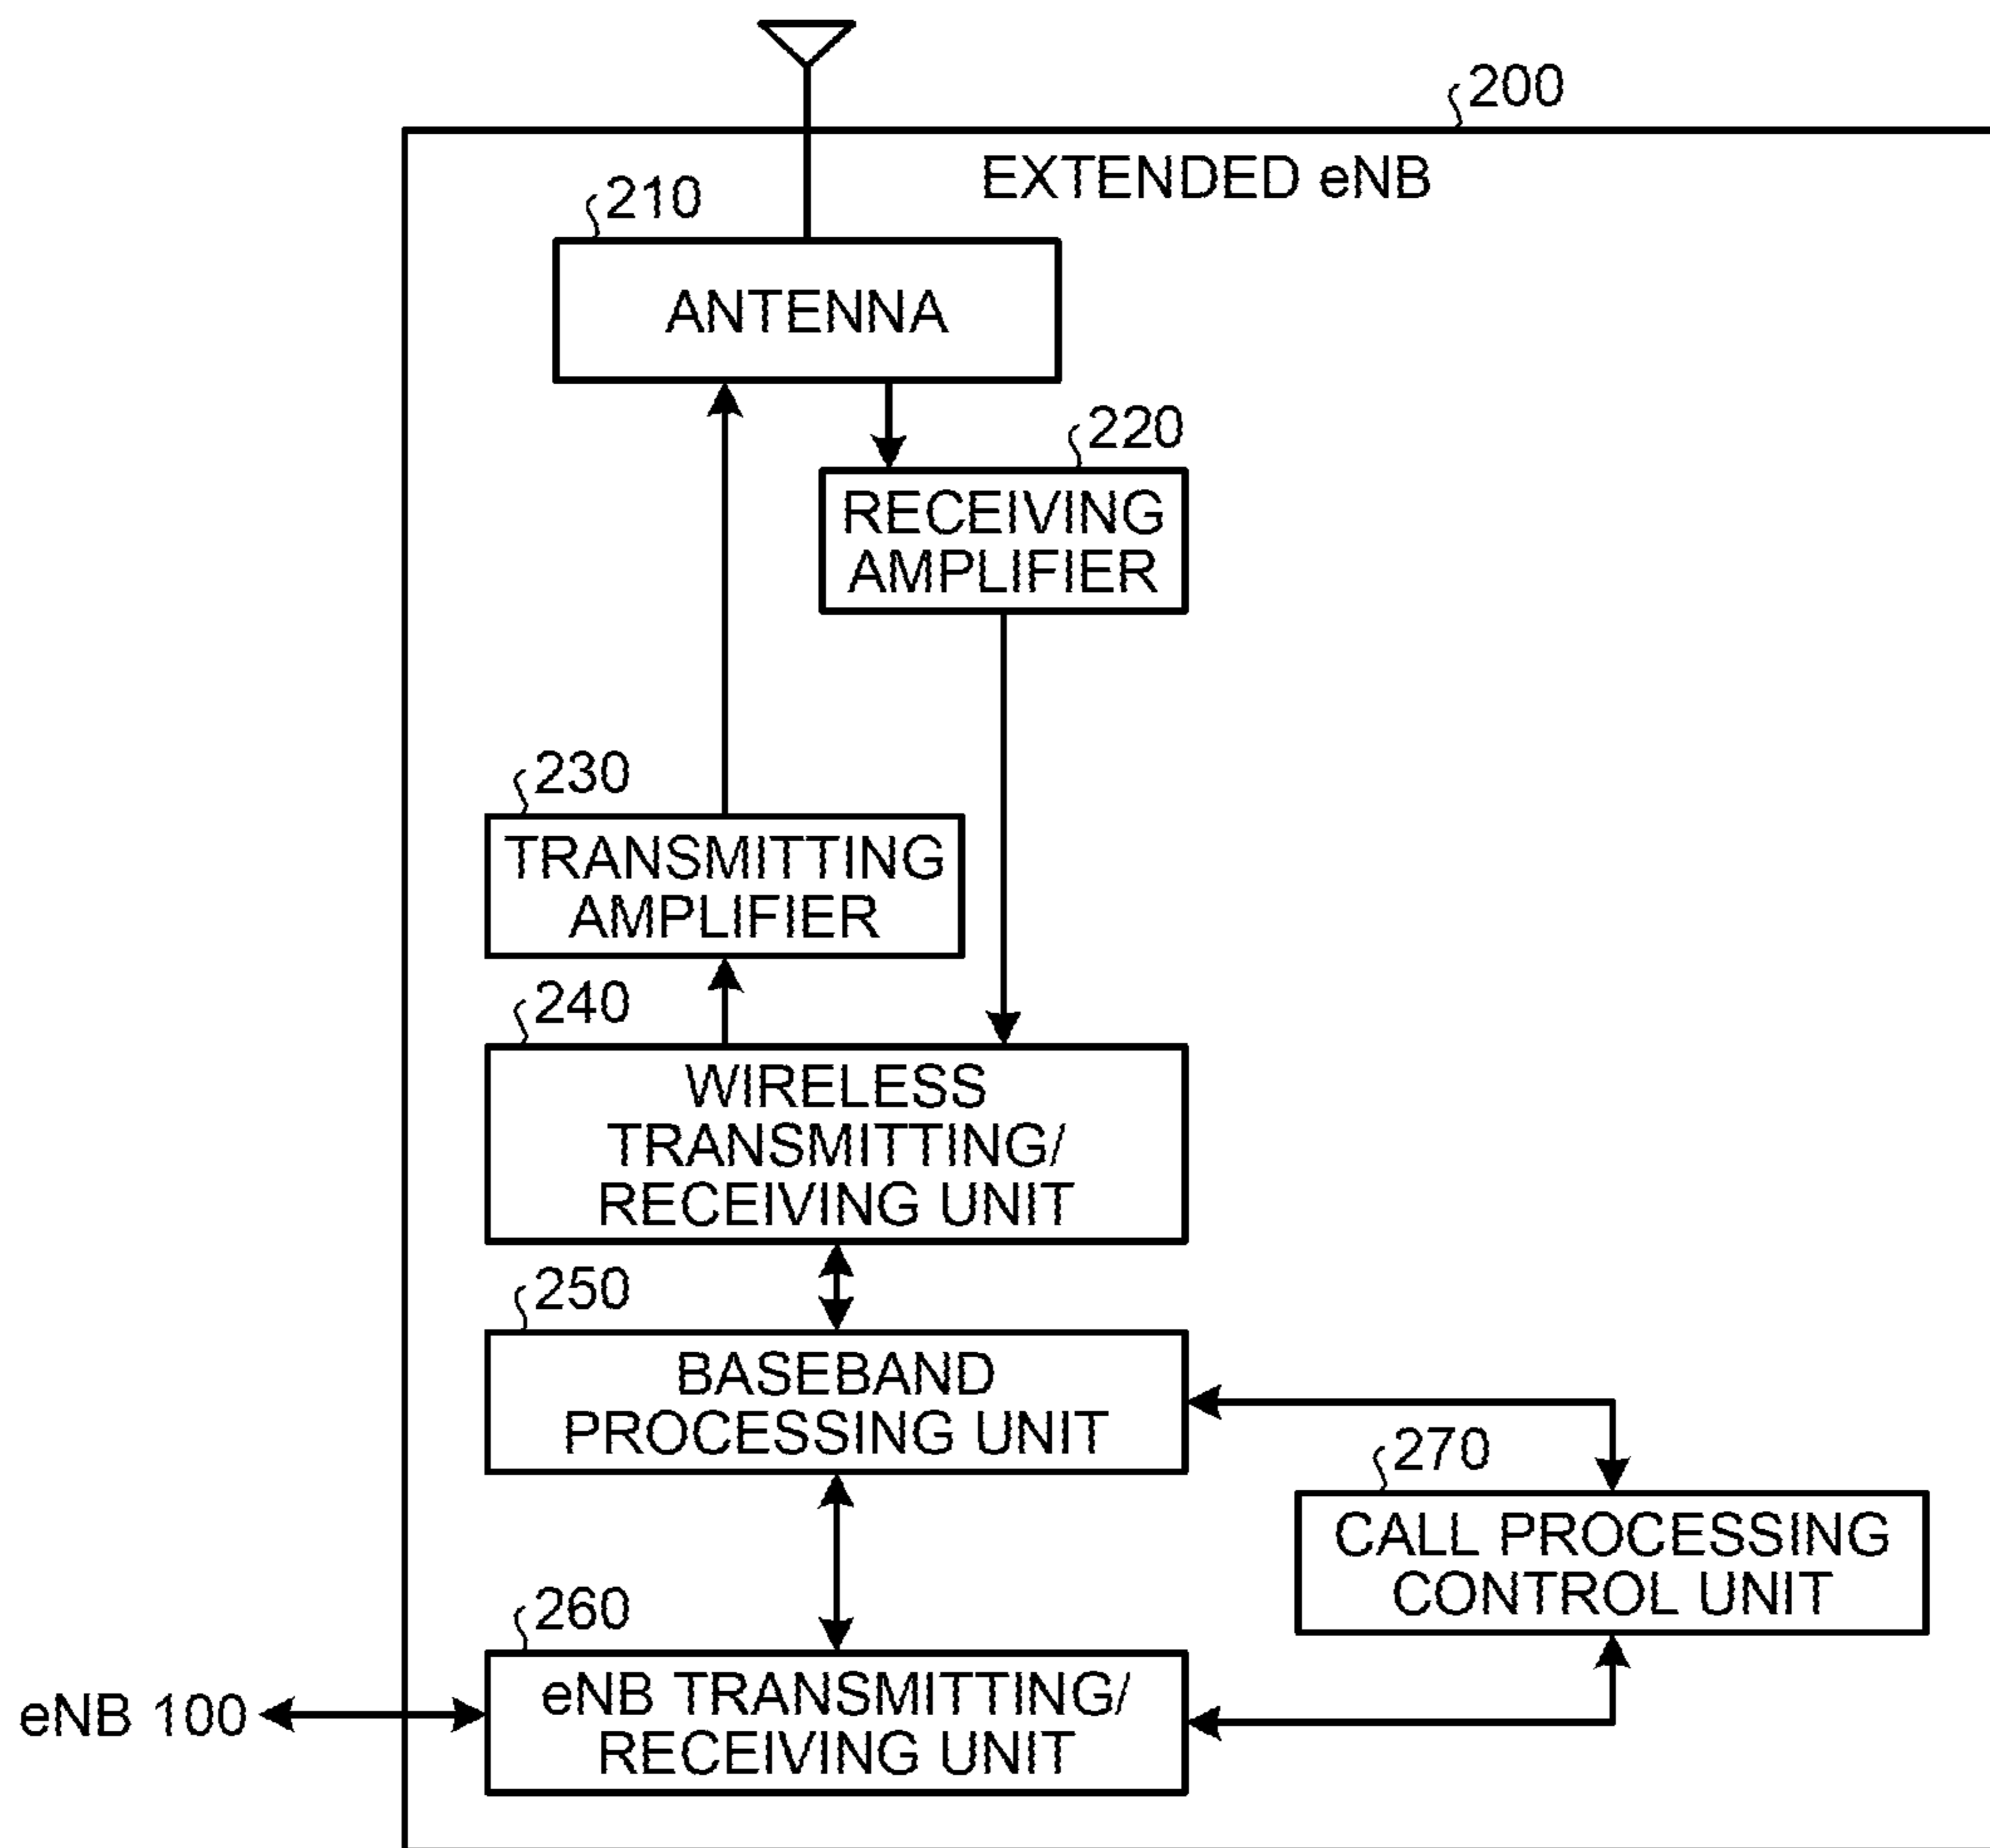 200
EXTENDED eNB
210
ANTENNA
220
RECEIVING
AMPLIFIER
230
TRANSMITTING
AMPLIFIER
240
WIRELESS
TRANSMITTING/
RECEIVING UNIT
250
BASEBAND
PROCESSING UNIT
270
CALL PROCESSING
CONTROL UNIT
260
eNB TRANSMITTING/
RECEIVING UNIT
eNB 100